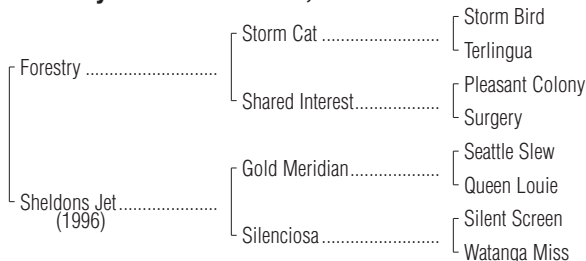 Storm Bird
Storm Cat ........................
Terlingua
Forestry ...........................
Pleasant Colony
Shared Interest.................
Surgery
Seattle Slew
Gold Meridian..................
Queen Louie
Sheldons Jet....................
(1996)
Silent Screen
Silenciosa ........................
Watanga Miss